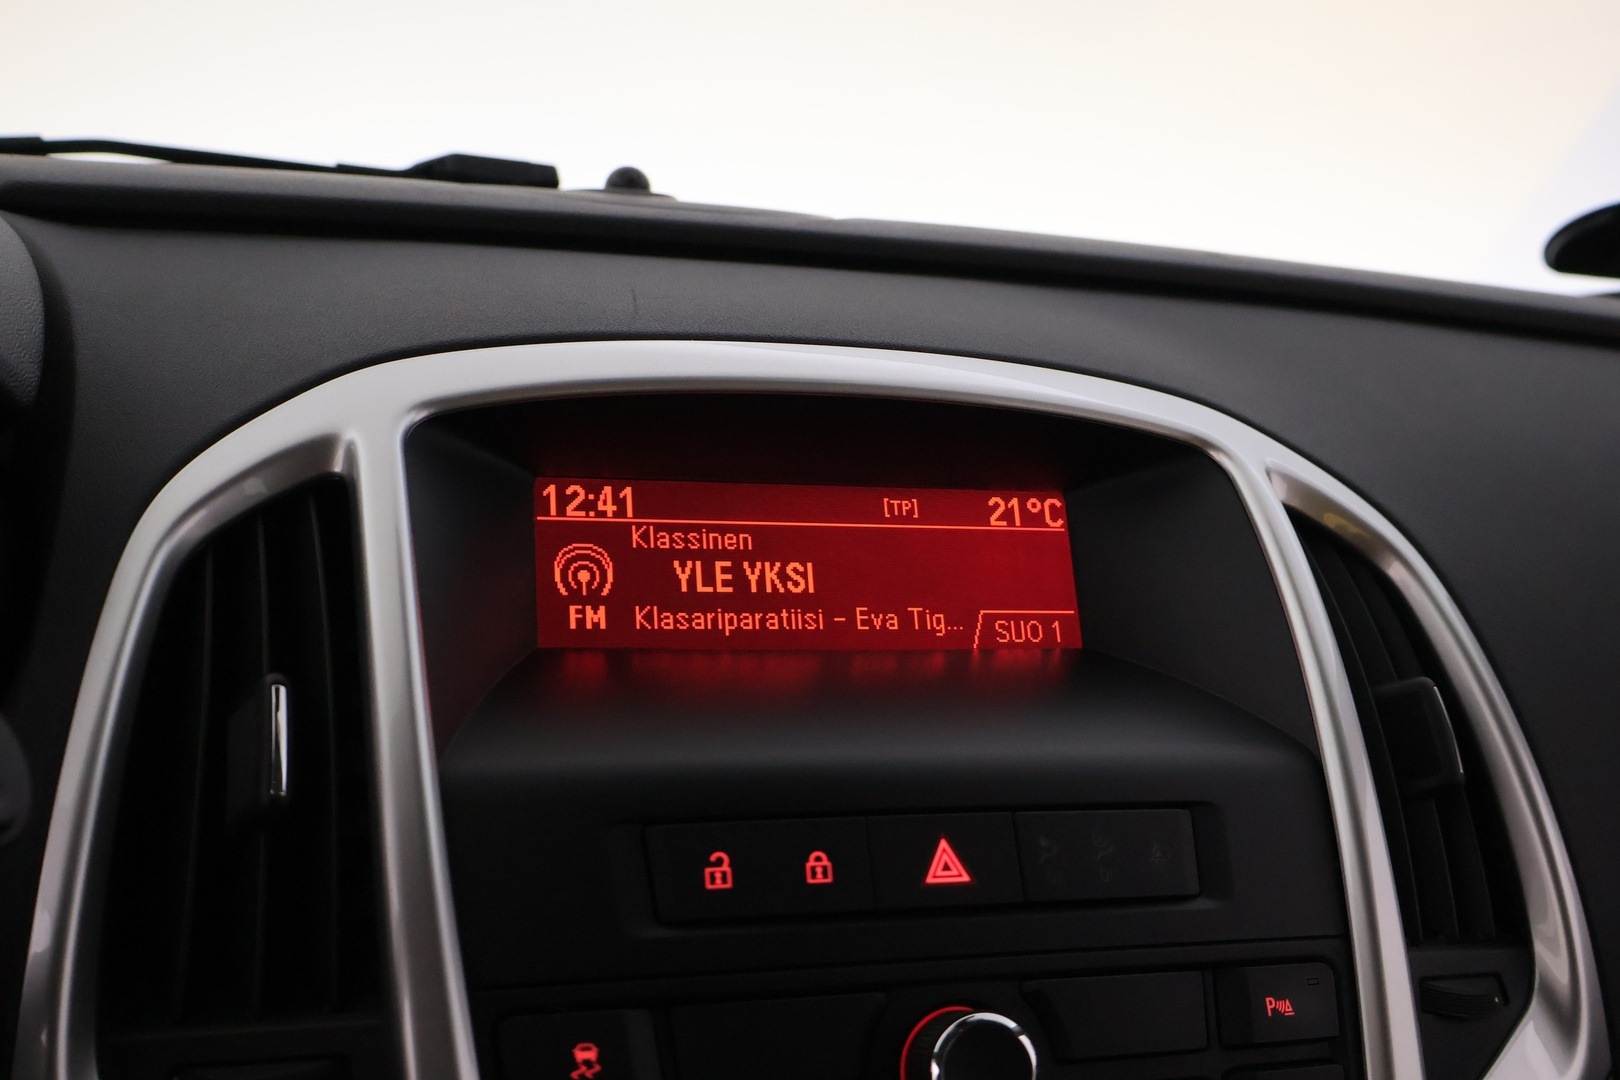 12:41 [TP] 21°C
Klassinen
YLE YKSI
FM Klasariparatiisi - Eva Tig...
SUO 1
P